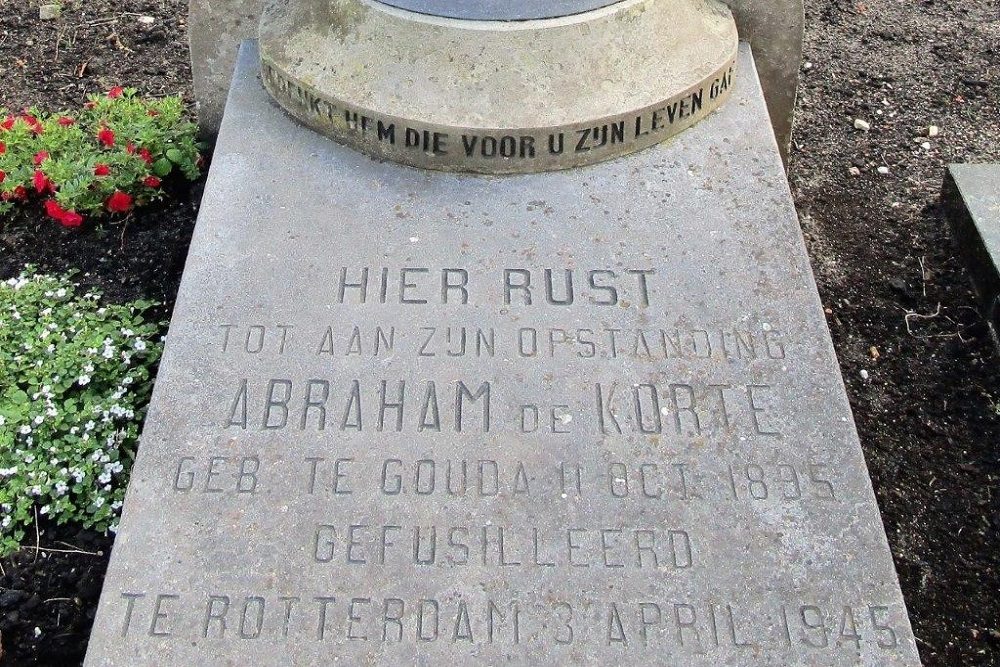 HEM DIE VOOR U ZIJN LEVEN GAF
HIER RUST
TOT AAN ZIJN OPSTANDING
ABRAHAM DE KORTE
GEB. TE GOUDA 11 OCT. 1895
GEFUSILLEERD
TE ROTTERDAM 3 APRIL 1945